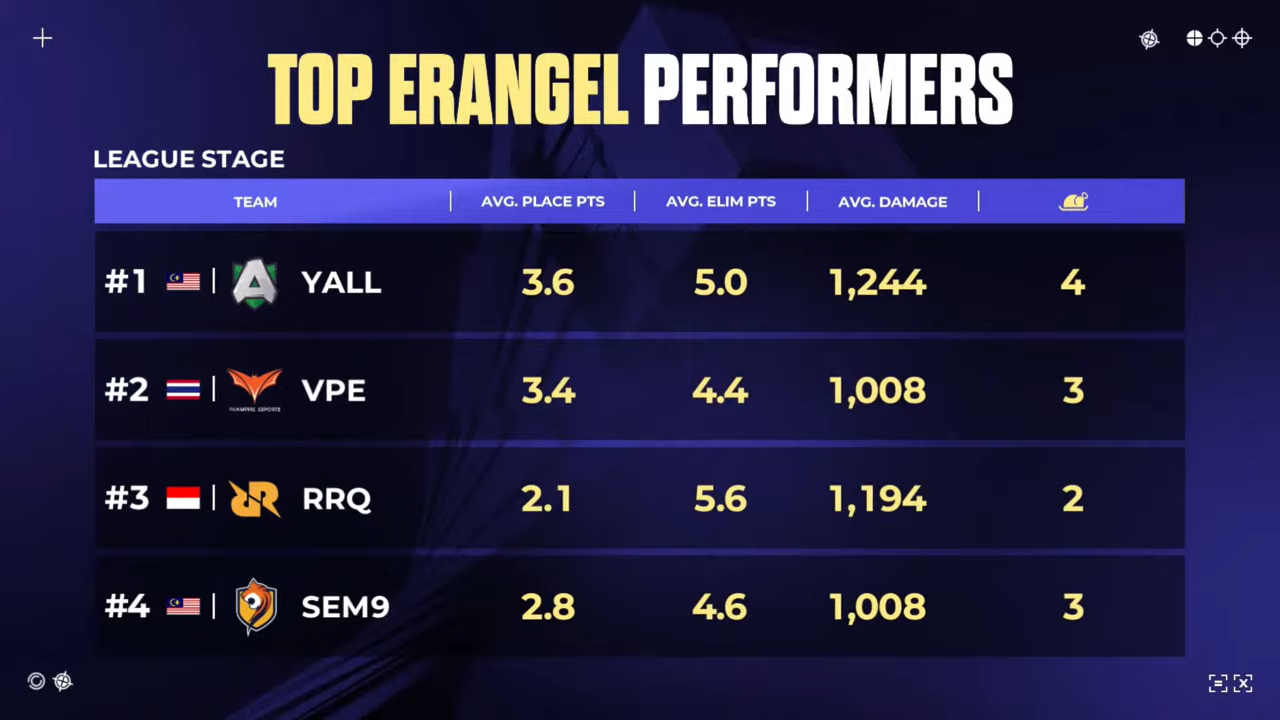 TOP ERANGEL PERFORMERS
LEAGUE STAGE
TEAM AVG. PLACE PTS AVG. ELIM PTS AVG. DAMAGE
#1 YALL 3.6 5.0 1,244 4
#2 VAMPIRE ESPORTS VPE 3.4 4.4 1,008 3
#3 RRQ 2.1 5.6 1,194 2
#4 SEM9 2.8 4.6 1,008 3